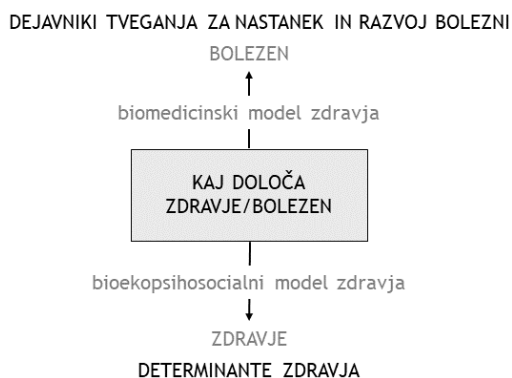 DEJAVNIKI TVEGANJA ZA NASTANEK IN RAZVOJ BOLEZNI
BOLEZEN
biomedicinski model zdravja
KAJ DOLOČA
ZDRAVJE/BOLEZEN
bioekopsihosocialni model zdravja
ZDRAVJE
DETERMINANTE ZDRAVJA